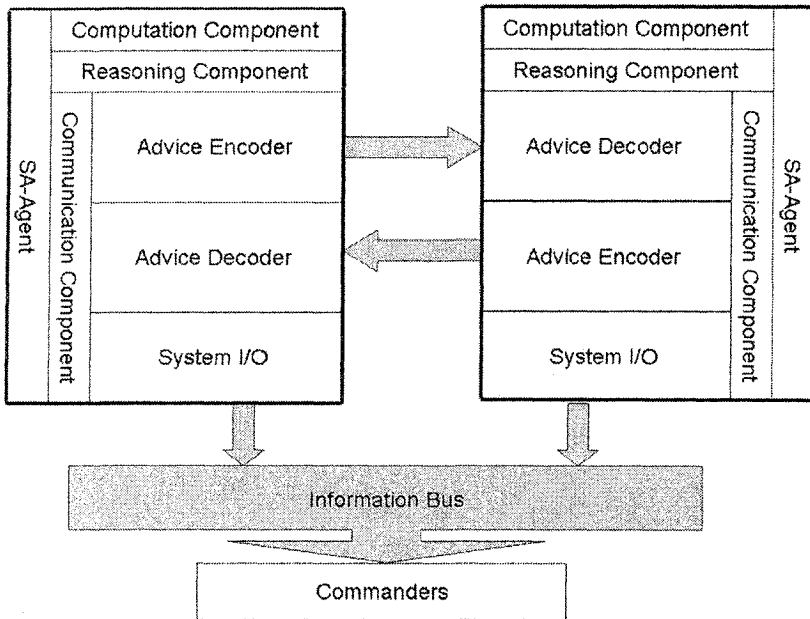 SA-Agent
Computation Component
Reasoning Component
Communication Component
Advice Encoder
Advice Decoder
System I/O
Computation Component
Reasoning Component
Advice Decoder
Advice Encoder
System I/O
Communication Component
SA-Agent
Information Bus
Commanders